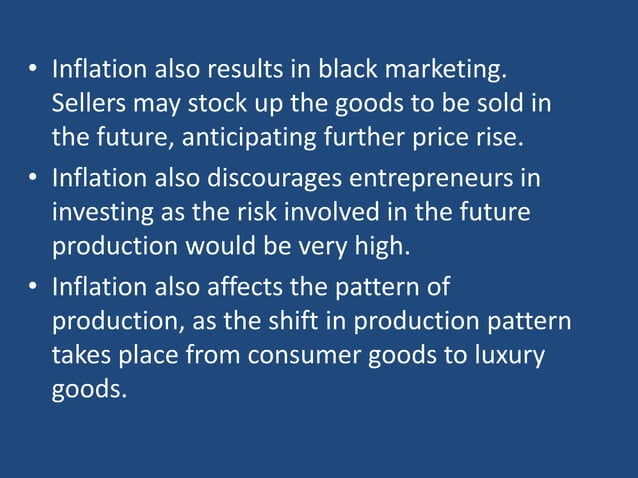 • Inflation also results in black marketing.
Sellers may stock up the goods to be sold in
the future, anticipating further price rise.
• Inflation also discourages entrepreneurs in
investing as the risk involved in the future
production would be very high.
• Inflation also affects the pattern of
production, as the shift in production pattern
takes place from consumer goods to luxury
goods.